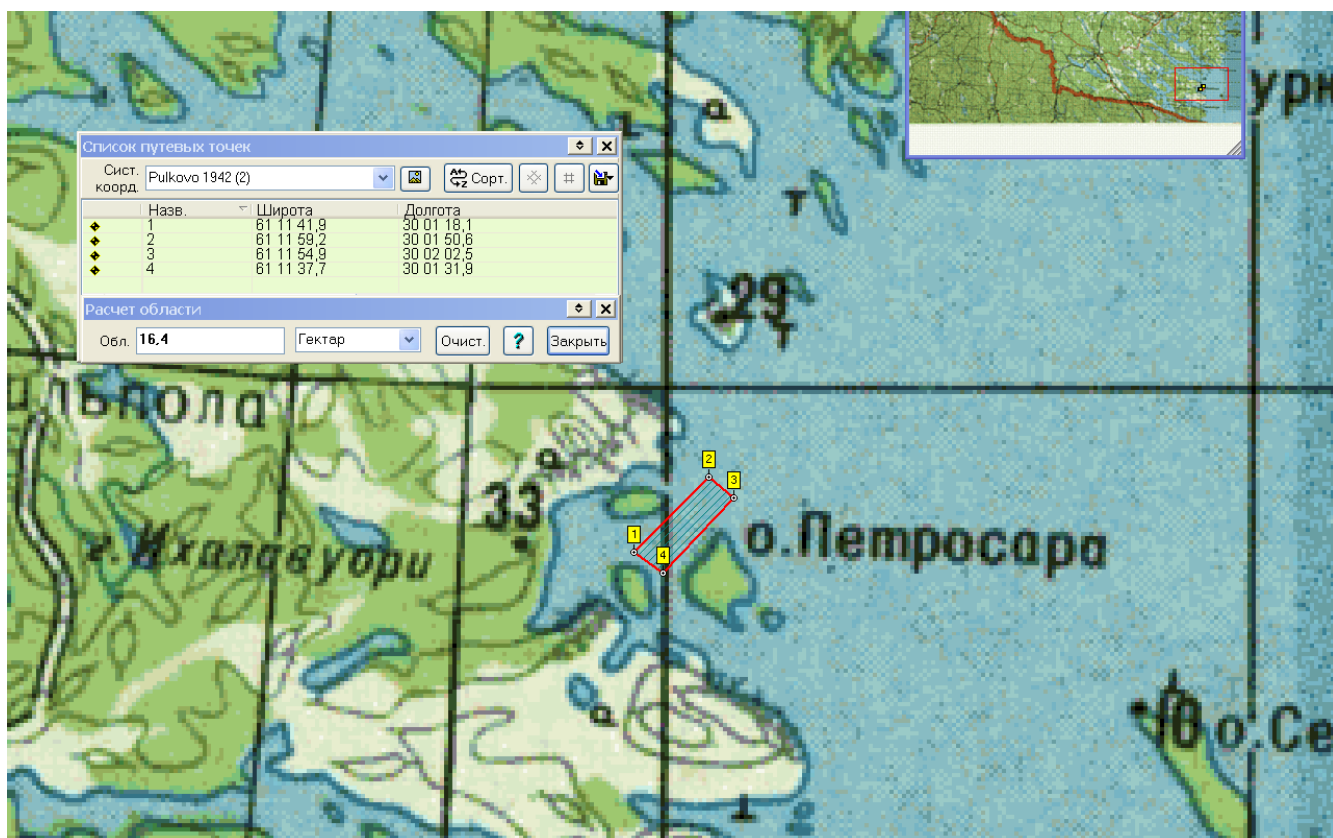 Список путевых точек
Сист. коорд. Pulkovo 1942 (2) Сорт.
Назв. Широта Долгота
1 61 11 41,9 30 01 18,1
2 61 11 59,2 30 01 50,6
3 61 11 54,9 30 02 02,5
4 61 11 37,7 30 01 31,9
Расчет области
Обл. 16,4 Гектар Очист. ? Закрыть
а
т
29
т
2
3
а
33
1
4
о.Петросара
г. Ихалавуори
а
о.Се